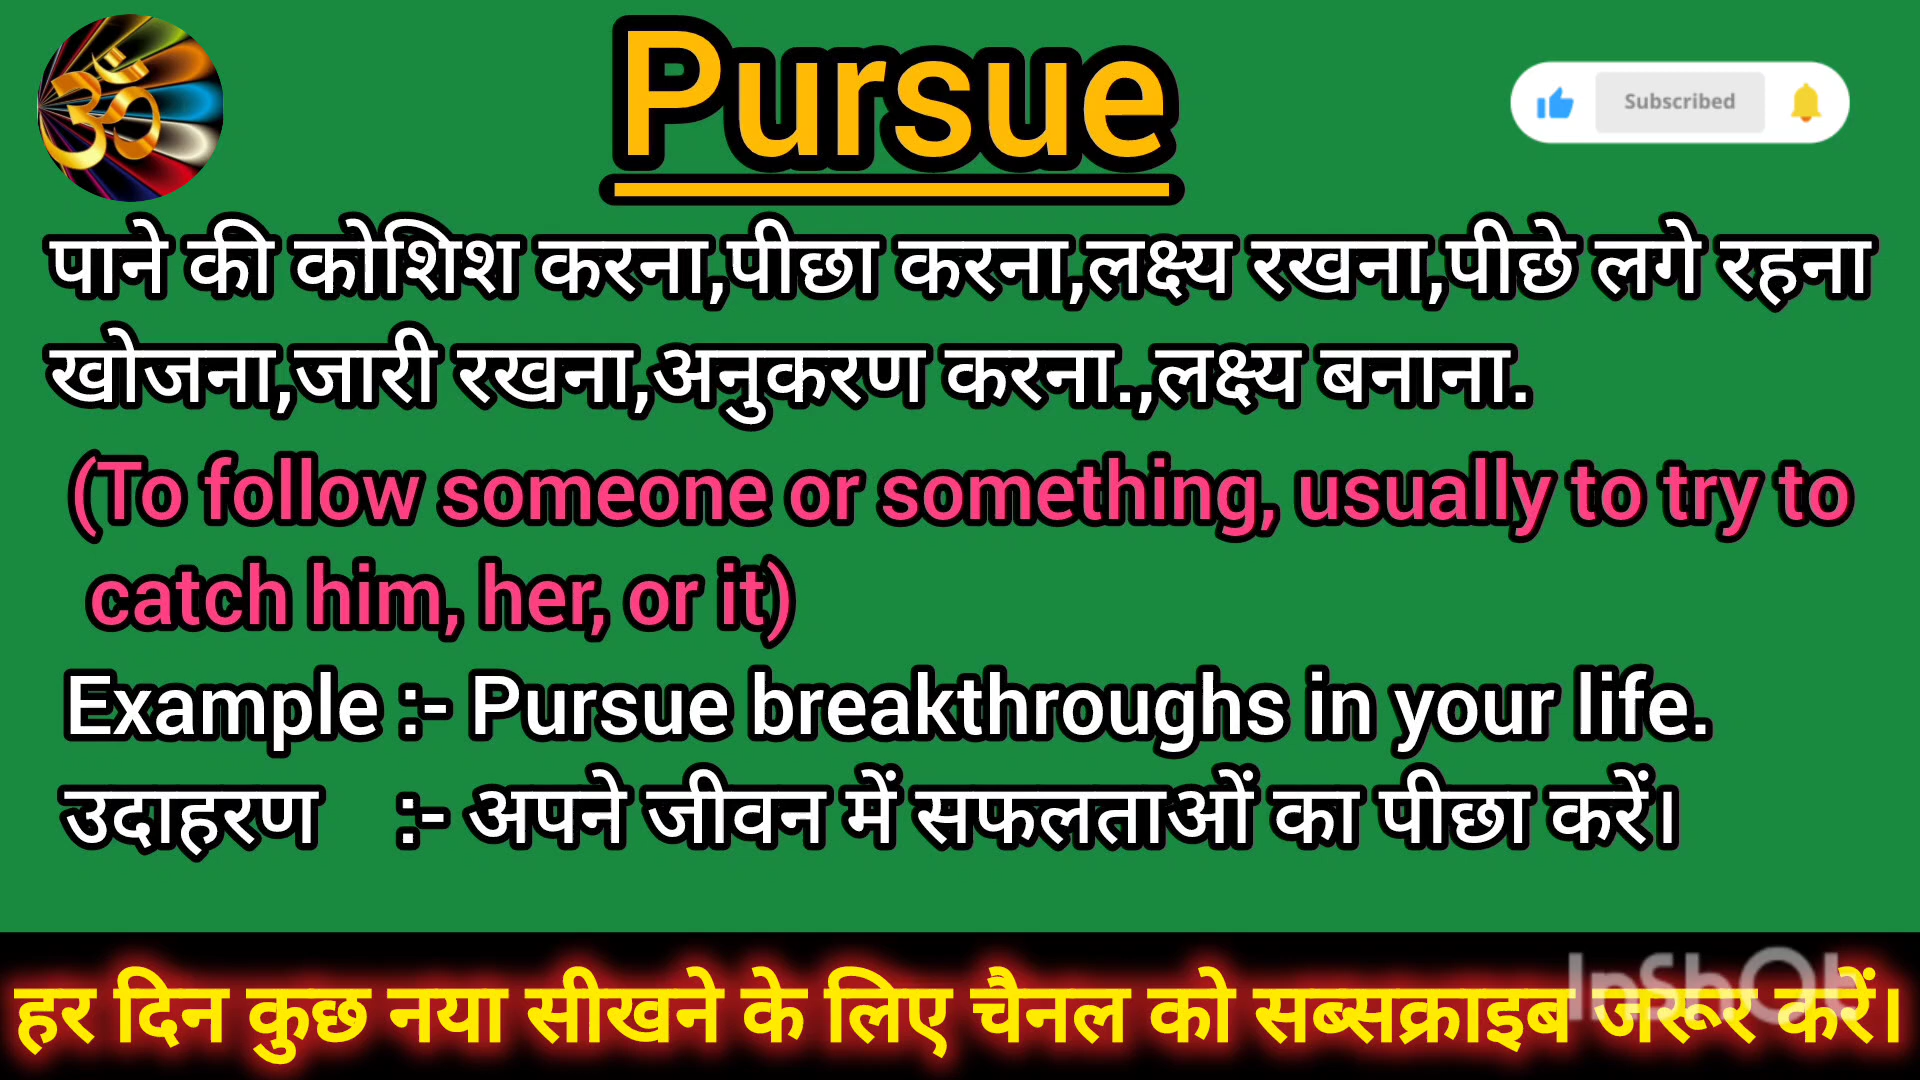 ॐ
Pursue
Subscribed
पाने की कोशिश करना,पीछा करना,लक्ष्य रखना,पीछे लगे रहना
खोजना,जारी रखना,अनुकरण करना.,लक्ष्य बनाना.
(To follow someone or something, usually to try to
catch him, her, or it)
Example :- Pursue breakthroughs in your life.
उदाहरण :- अपने जीवन में सफलताओं का पीछा करें।
हर दिन कुछ नया सीखने के लिए चैनल को सब्सक्राइब जरूर करें।
InShOt